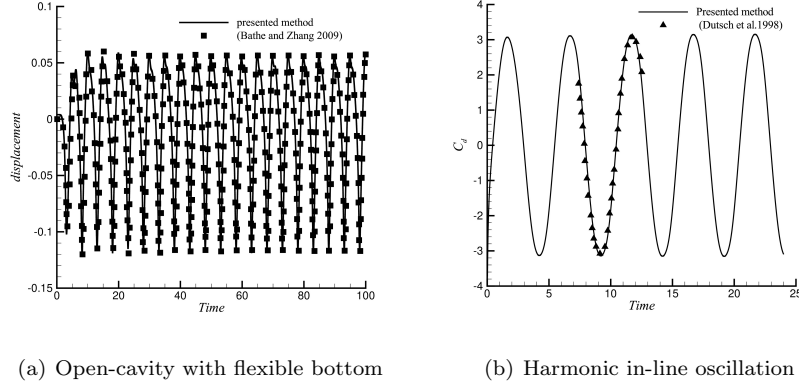 0.1
0.05
0
-0.05
-0.1
-0.15
displacement
0 20 40 60 80 100
Time
presented method
(Bathe and Zhang 2009)
4
3
2
1
0
-1
-2
-3
-4
C_d
0 5 10 15 20 25
Time
Presented method
(Dutsch et al.1998)
(a) Open-cavity with flexible bottom
(b) Harmonic in-line oscillation